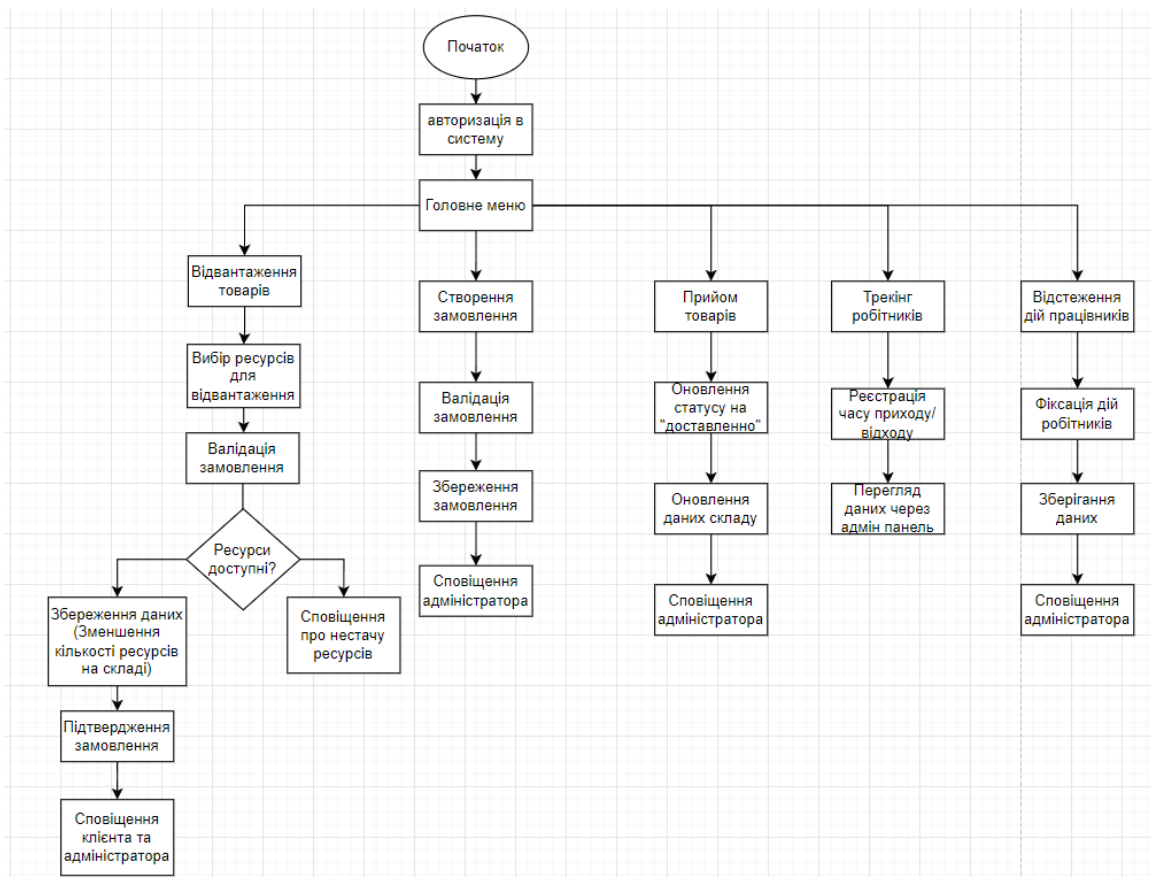 Початок
авторизація в
систему
Головне меню
Відвантаження
товарів
Вибір ресурсів
для
відвантаження
Валідація
замовлення
Ресурси
доступні?
Збереження даних
(Зменшення
кількості ресурсів
на складі)
Підтвердження
замовлення
Сповіщення
клієнта та
адміністратора
Сповіщення
про нестачу
ресурсів
Створення
замовлення
Валідація
замовлення
Збереження
замовлення
Сповіщення
адміністратора
Прийом
товарів
Оновлення
статусу на
"доставленно"
Оновлення
даних складу
Сповіщення
адміністратора
Трекінг
робітників
Реєстрація
часу приходу/
відходу
Перегляд
даних через
адмін панель
Відстеження
дій працівників
Фіксація дій
робітників
Зберігання
даних
Сповіщення
адміністратора